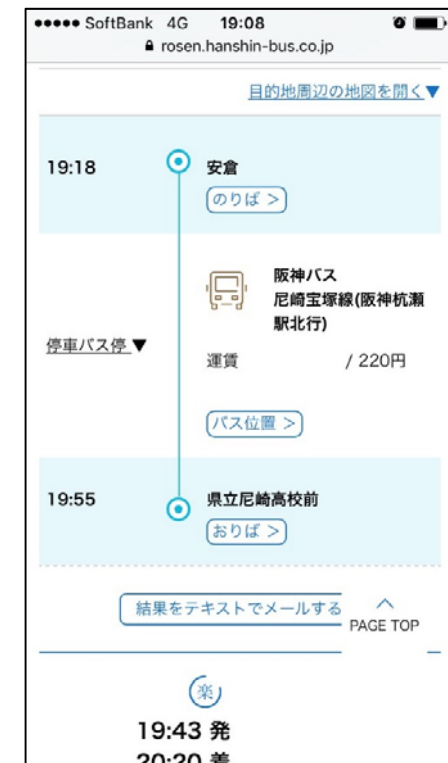 SoftBank 4G 19:08
rosen.hanshin-bus.co.jp
目的地周辺の地図を開く▼
19:18 安倉
のりば >
阪神バス
尼崎宝塚線(阪神杭瀬
駅北行)
停車バス停 ▼
運賃 / 220円
バス位置 >
19:55 県立尼崎高校前
おりば >
結果をテキストでメールする
PAGE TOP
楽
19:43 発
20:20 着